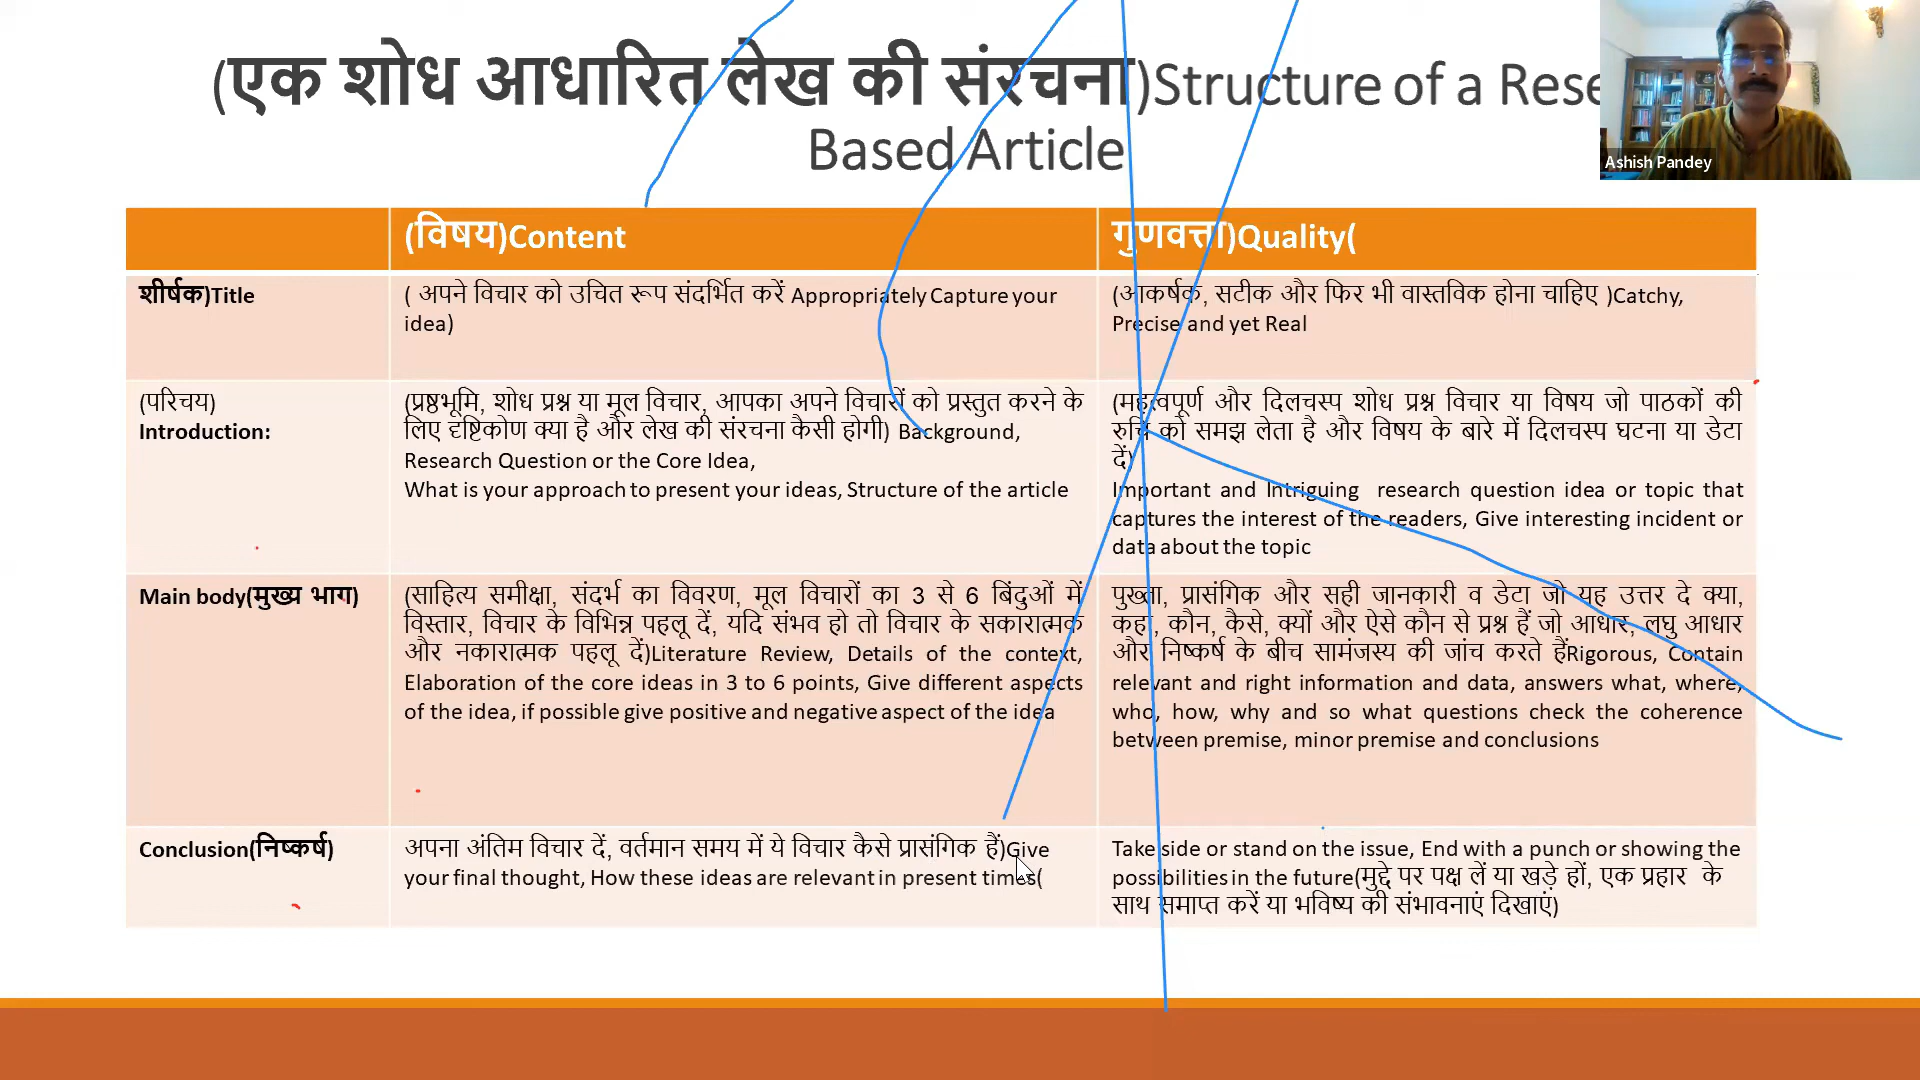 (एक शोध आधारित लेख की संरचना)Structure of a Rese
Based Article
Ashish Pandey
(विषय)Content
गुणवत्ता)Quality(
शीर्षक)Title
( अपने विचार को उचित रूप संदर्भित करें Appropriately Capture your
idea)
(आकर्षक, सटीक और फिर भी वास्तविक होना चाहिए )Catchy,
Precise and yet Real
(परिचय)
Introduction:
(प्रष्ठभूमि, शोध प्रश्न या मूल विचार, आपका अपने विचारों को प्रस्तुत करने के
लिए दृष्टिकोण क्या है और लेख की संरचना कैसी होगी) Background,
Research Question or the Core Idea,
What is your approach to present your ideas, Structure of the article
(महत्वपूर्ण और दिलचस्प शोध प्रश्न विचार या विषय जो पाठकों की
रुचि को समझ लेता है और विषय के बारे में दिलचस्प घटना या डेटा
दें)
Important and Intriguing research question idea or topic that
captures the interest of the readers, Give interesting incident or
data about the topic
Main body(मुख्य भाग)
(साहित्य समीक्षा, संदर्भ का विवरण, मूल विचारों का 3 से 6 बिंदुओं में
विस्तार, विचार के विभिन्न पहलू दें, यदि संभव हो तो विचार के सकारात्मक
और नकारात्मक पहलू दें)Literature Review, Details of the context,
Elaboration of the core ideas in 3 to 6 points, Give different aspects
of the idea, if possible give positive and negative aspect of the idea
पुख्ता, प्रासंगिक और सही जानकारी व डेटा जो यह उत्तर दे क्या,
कहां, कौन, कैसे, क्यों और ऐसे कौन से प्रश्न हैं जो आधार, लघु आधार
और निष्कर्ष के बीच सामंजस्य की जांच करते हैंRigorous, Contain
relevant and right information and data, answers what, where,
who, how, why and so what questions check the coherence
between premise, minor premise and conclusions
Conclusion(निष्कर्ष)
अपना अंतिम विचार दें, वर्तमान समय में ये विचार कैसे प्रासंगिक हैं)Give
your final thought, How these ideas are relevant in present times(
Take side or stand on the issue, End with a punch or showing the
possibilities in the future(मुद्दे पर पक्ष लें या खड़े हों, एक प्रहार के
साथ समाप्त करें या भविष्य की संभावनाएं दिखाएं)